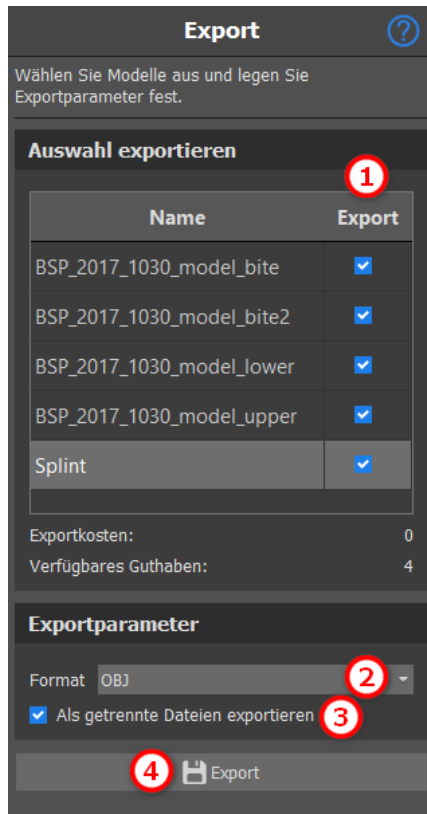 Export ?
Wählen Sie Modelle aus und legen Sie
Exportparameter fest.
Auswahl exportieren
1
Name Export
BSP_2017_1030_model_bite
BSP_2017_1030_model_bite2
BSP_2017_1030_model_lower
BSP_2017_1030_model_upper
Splint
Exportkosten: 0
Verfügbares Guthaben: 4
Exportparameter
Format OBJ 2
Als getrennte Dateien exportieren 3
4 Export